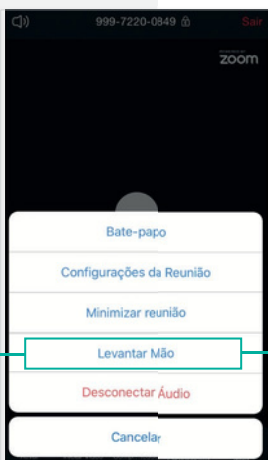 999-7220-0849
Sair
zoom
Bate-papo
Configurações da Reunião
Minimizar reunião
Levantar Mão
Desconectar Áudio
Cancelar